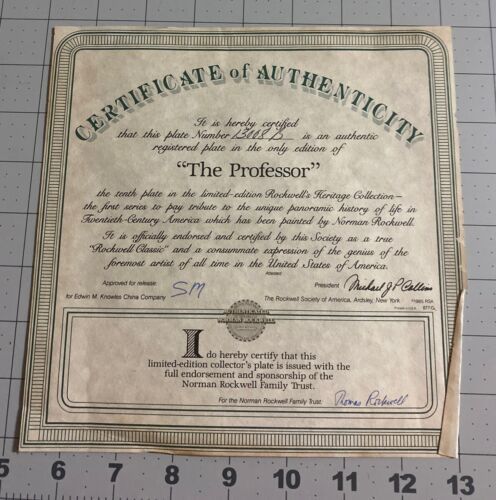 CERTIFICATE of AUTHENTICITY
It is hereby certified
that this plate Number is an authentic
registered plate in the only edition of
"The Professor"
the tenth plate in the limited-edition Rockwell's Heritage Collection—
the first series to pay tribute to the unique panoramic history of life in
Twentieth-Century America which has been painted by Norman Rockwell.
It is officially endorsed and certified by this Society as a true
"Rockwell Classic" and a consummate expression of the genius of the
foremost artist of all time in the United States of America.
Attested
Approved for release: SM
President Michael J P Collins
for Edwin M. Knowles China Company
The Rockwell Society of America, Ardsley, New York
©1985 RSA
AUTHENTICATED
NORMAN ROCKWELL
I do hereby certify that this
limited-edition collector's plate is issued with the
full endorsement and sponsorship of the
Norman Rockwell Family Trust.
For the Norman Rockwell Family Trust. Thomas Rockwell
5 6 7 8 9 10 11 12 13